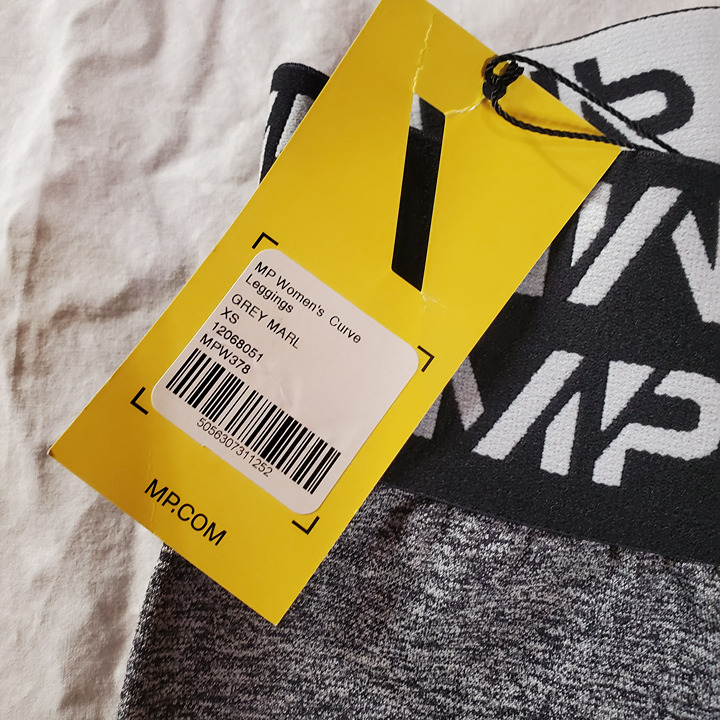 MP Women's Curve
Leggings
GREY MARL
XS
12068051
MPW378
5056307311252
MP.COM
MP